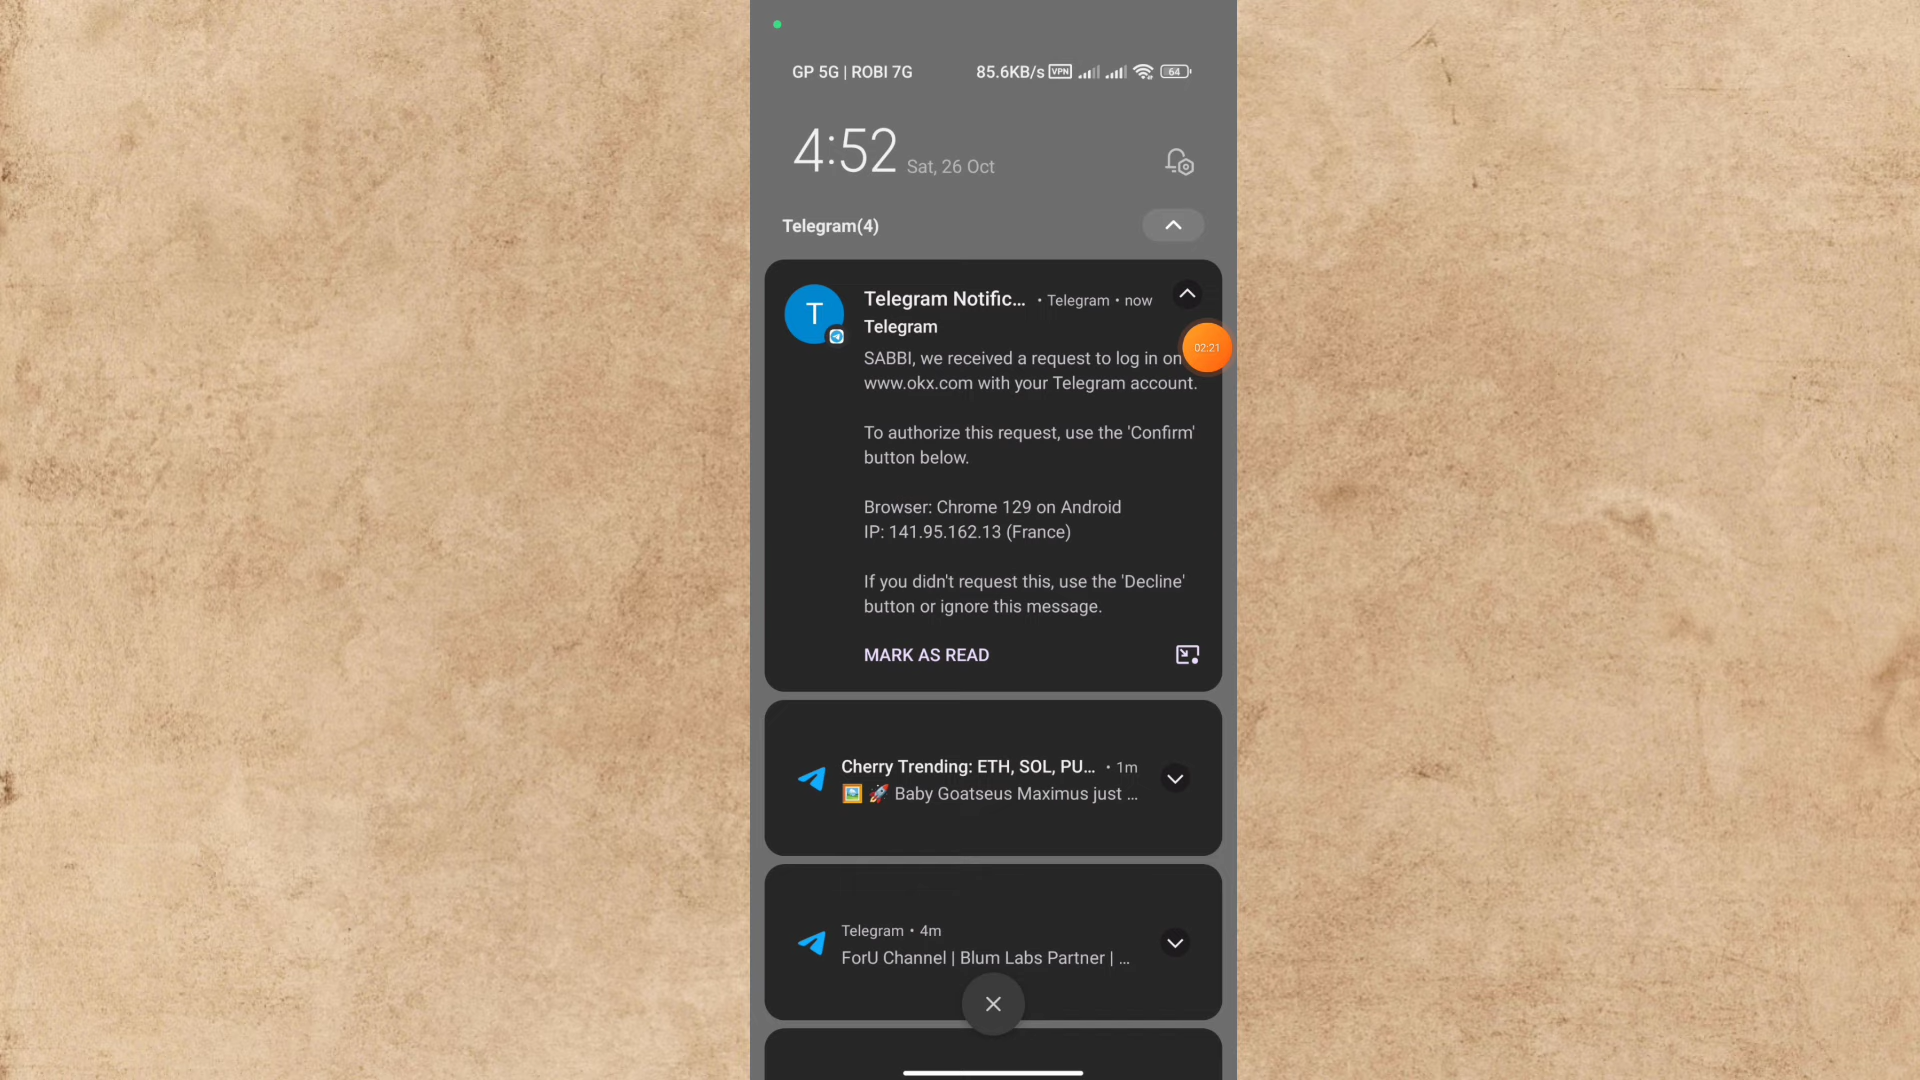 GP 5G | ROBI 7G
85.6KB/s VPN 64
4:52 Sat, 26 Oct
Telegram(4)
T
Telegram Notific... • Telegram • now
Telegram
02:21
SABBI, we received a request to log in on
www.okx.com with your Telegram account.
To authorize this request, use the 'Confirm'
button below.
Browser: Chrome 129 on Android
IP: 141.95.162.13 (France)
If you didn't request this, use the 'Decline'
button or ignore this message.
MARK AS READ
Cherry Trending: ETH, SOL, PU... • 1m
🖼️ 🚀 Baby Goatseus Maximus just ...
Telegram • 4m
ForU Channel | Blum Labs Partner | ...